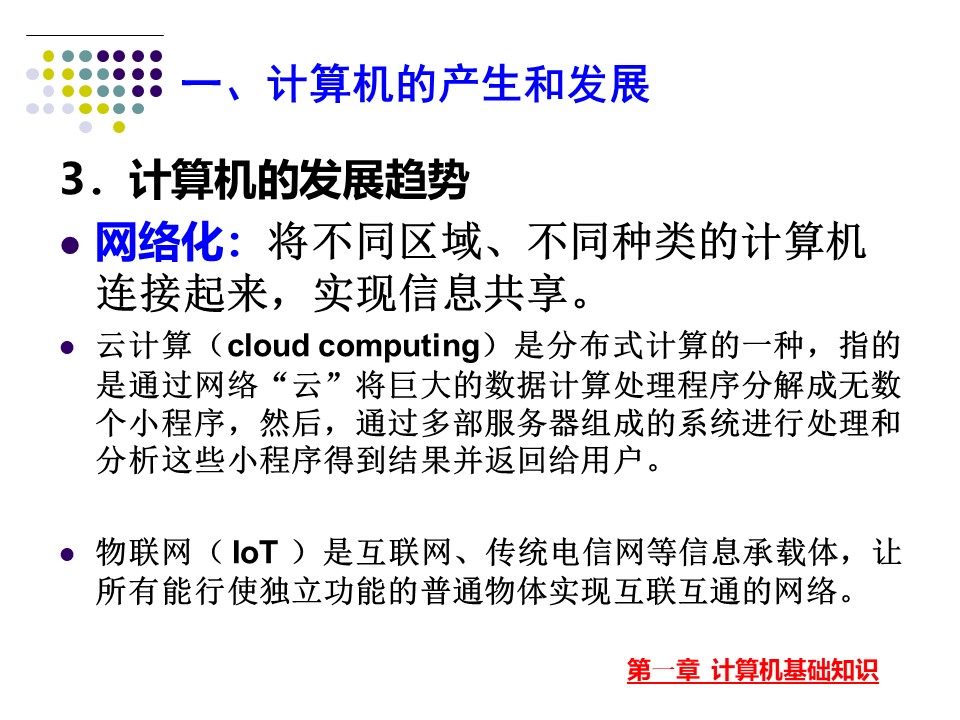 一、计算机的产生和发展
3．计算机的发展趋势
网络化：将不同区域、不同种类的计算机
连接起来，实现信息共享。
云计算（cloud computing）是分布式计算的一种，指的
是通过网络“云”将巨大的数据计算处理程序分解成无数
个小程序，然后，通过多部服务器组成的系统进行处理和
分析这些小程序得到结果并返回给用户。
物联网（ IoT ）是互联网、传统电信网等信息承载体，让
所有能行使独立功能的普通物体实现互联互通的网络。
第一章 计算机基础知识